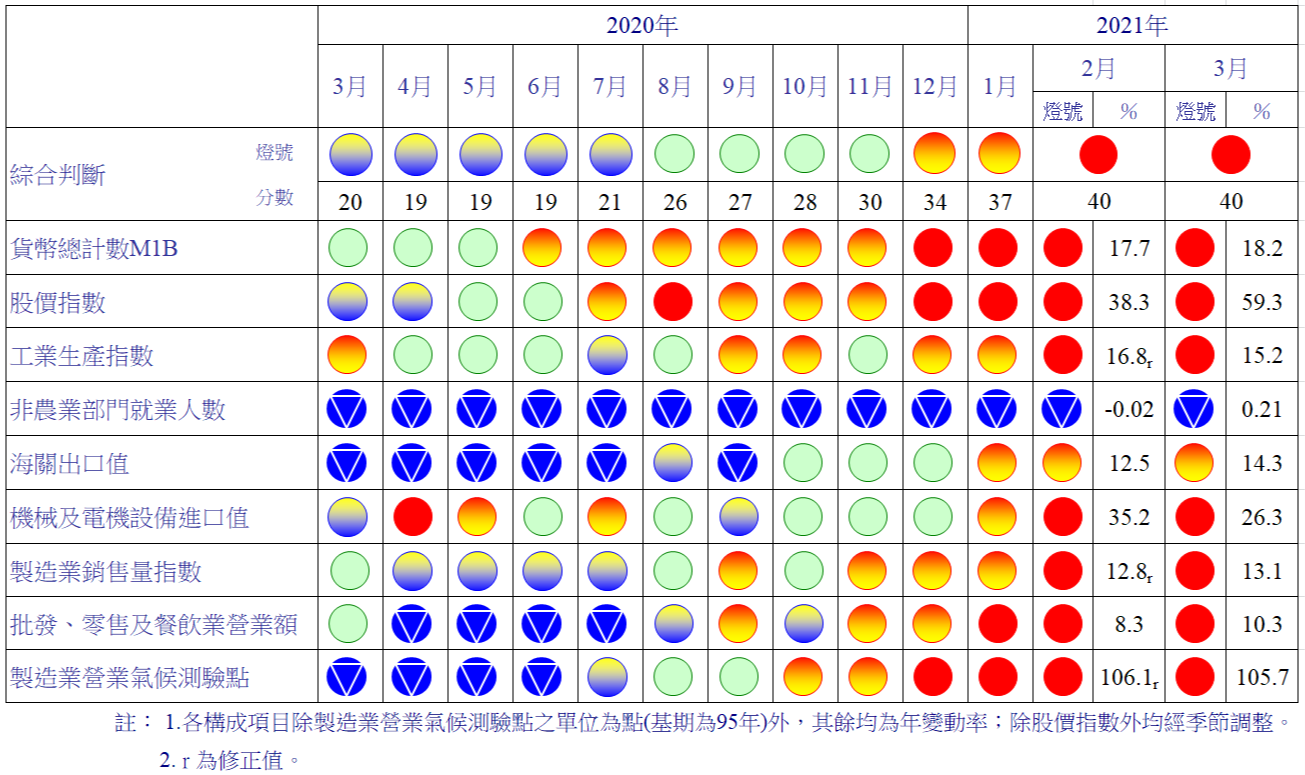 2020年 2021年
3月 4月 5月 6月 7月 8月 9月 10月 11月 12月 1月 2月 3月
燈號 % 燈號 %
綜合判斷 燈號
分數 20 19 19 19 21 26 27 28 30 34 37 40 40
貨幣總計數M1B 17.7 18.2
股價指數 38.3 59.3
工業生產指數 16.8r 15.2
非農業部門就業人數 -0.02 0.21
海關出口值 12.5 14.3
機械及電機設備進口值 35.2 26.3
製造業銷售量指數 12.8r 13.1
批發、零售及餐飲業營業額 8.3 10.3
製造業營業氣候測驗點 106.1r 105.7
註： 1.各構成項目除製造業營業氣候測驗點之單位為點(基期為95年)外，其餘均為年變動率；除股價指數外均經季節調整。
2. r 為修正值。